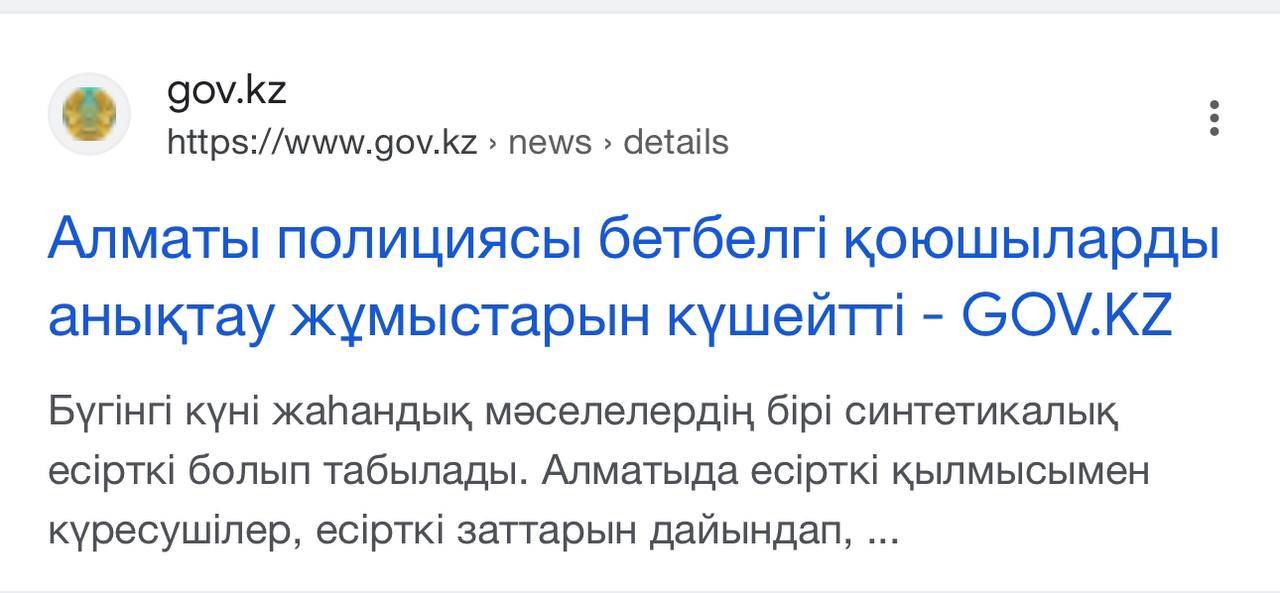 gov.kz
https://www.gov.kz › news › details
Алматы полициясы бетбелгі қоюшыларды
анықтау жұмыстарын күшейтті - GOV.KZ
Бүгінгі күні жаһандық мәселелердің бірі синтетикалық
есірткі болып табылады. Алматыда есірткі қылмысымен
күресушілер, есірткі заттарын дайындап, ...